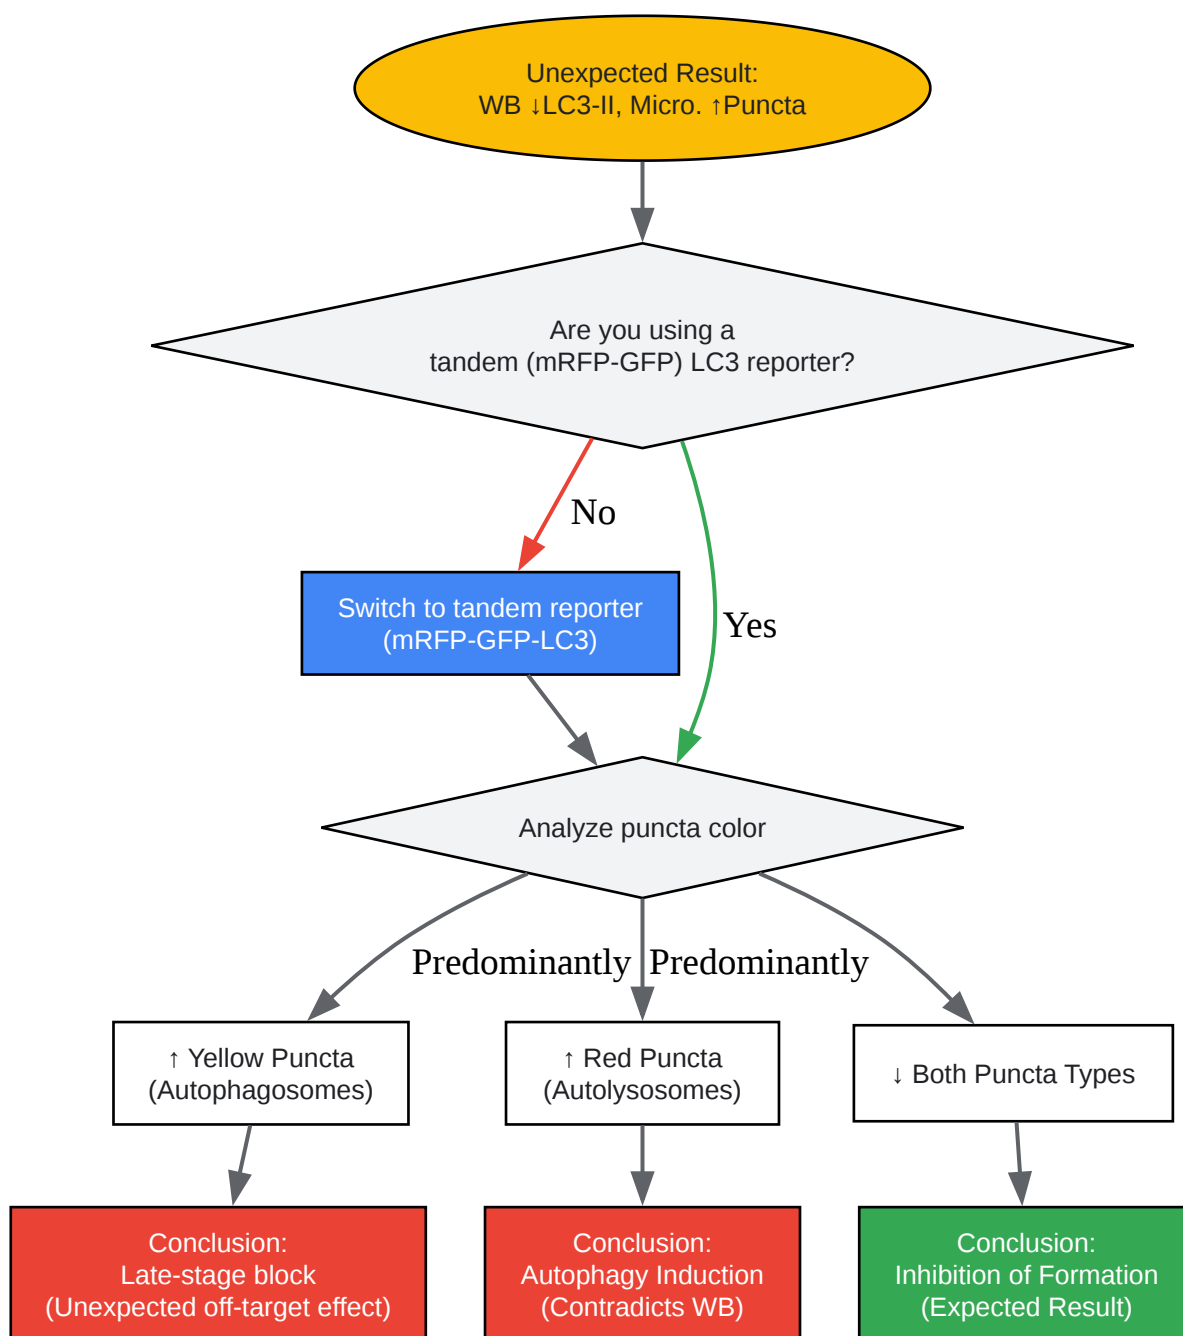 Unexpected Result:
WB ↓LC3-II, Micro. ↑Puncta
Are you using a
tandem (mRFP-GFP) LC3 reporter?
No
Switch to tandem reporter
(mRFP-GFP-LC3)
Yes
Analyze puncta color
Predominantly
Predominantly
↑ Yellow Puncta
(Autophagosomes)
↑ Red Puncta
(Autolysosomes)
↓ Both Puncta Types
Conclusion:
Late-stage block
(Unexpected off-target effect)
Conclusion:
Autophagy Induction
(Contradicts WB)
Conclusion:
Inhibition of Formation
(Expected Result)